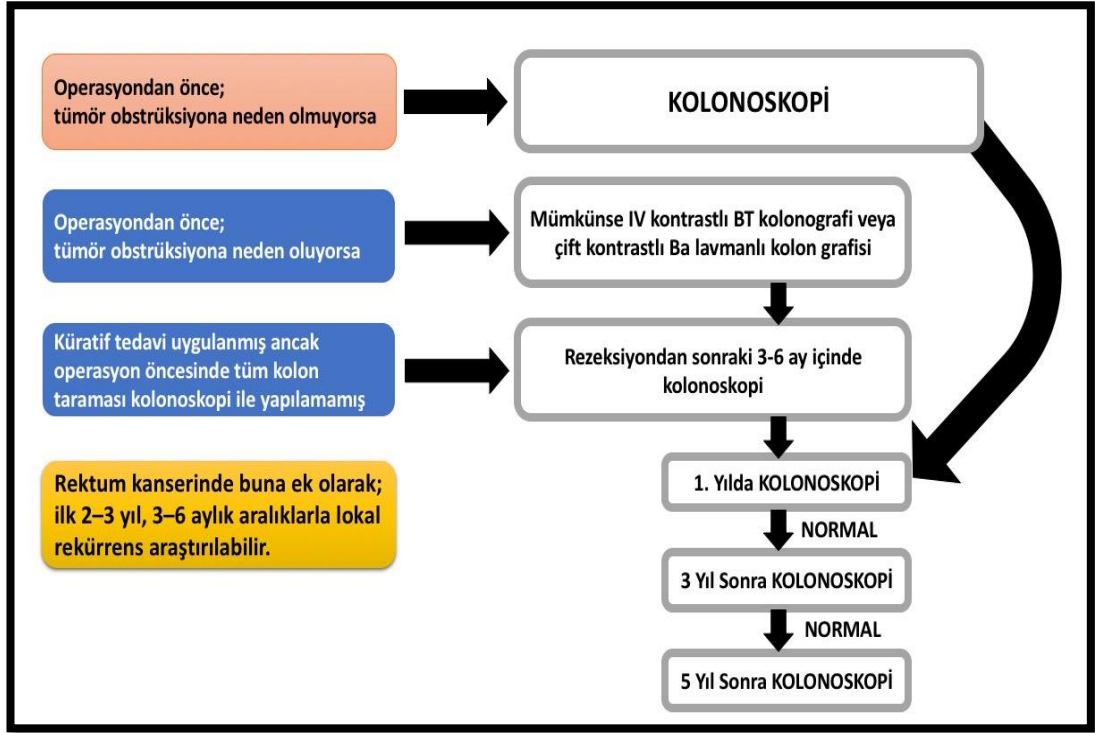 Operasyondan önce;
tümör obstrüksiyona neden olmuyorsa
KOLONOSKOPİ
Operasyondan önce;
tümör obstrüksiyona neden oluyorsa
Mümkünse IV kontrastlı BT kolonografi veya
çift kontrastlı Ba lavmanlı kolon grafisi
Küratif tedavi uygulanmış ancak
operasyon öncesinde tüm kolon
taraması kolonoskopi ile yapılamamış
Rezeksiyondan sonraki 3-6 ay içinde
kolonoskopi
Rektum kanserinde buna ek olarak;
ilk 2–3 yıl, 3–6 aylık aralıklarla lokal
rekürrens araştırılabilir.
1. Yılda KOLONOSKOPİ
NORMAL
3 Yıl Sonra KOLONOSKOPİ
NORMAL
5 Yıl Sonra KOLONOSKOPİ